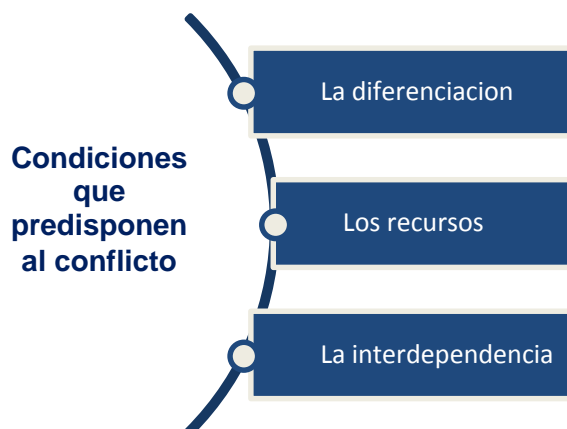 Condiciones
que
predisponen
al conflicto
La diferenciacion
Los recursos
La interdependencia